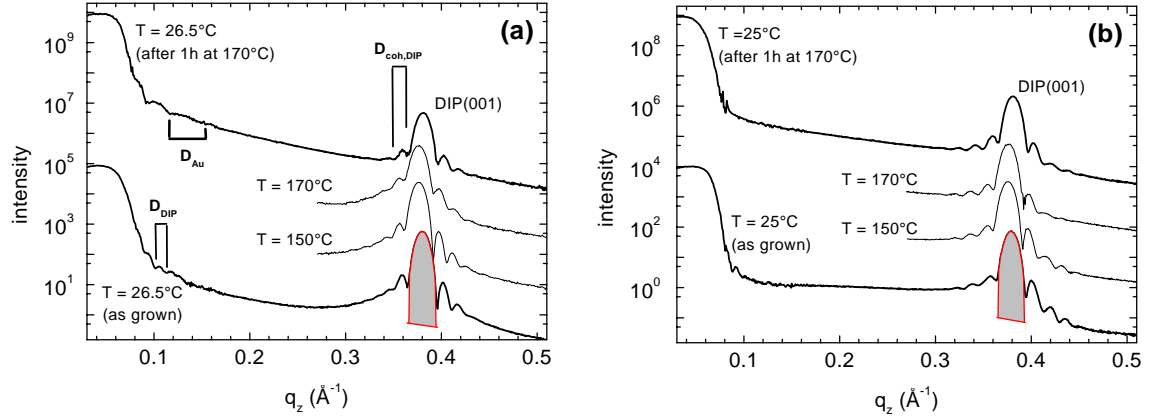 (a)
T = 26.5°C
(after 1h at 170°C)
D_coh,DIP
DIP(001)
D_Au
T = 170°C
D_DIP
T = 150°C
T = 26.5°C
(as grown)
intensity
10^9
10^7
10^5
10^3
10^1
0.1 0.2 0.3 0.4 0.5
q_z (Å^-1)
(b)
T =25°C
(after 1h at 170°C)
DIP(001)
T = 170°C
T = 150°C
T = 25°C
(as grown)
intensity
10^8
10^6
10^4
10^2
10^0
0.1 0.2 0.3 0.4 0.5
q_z (Å^-1)